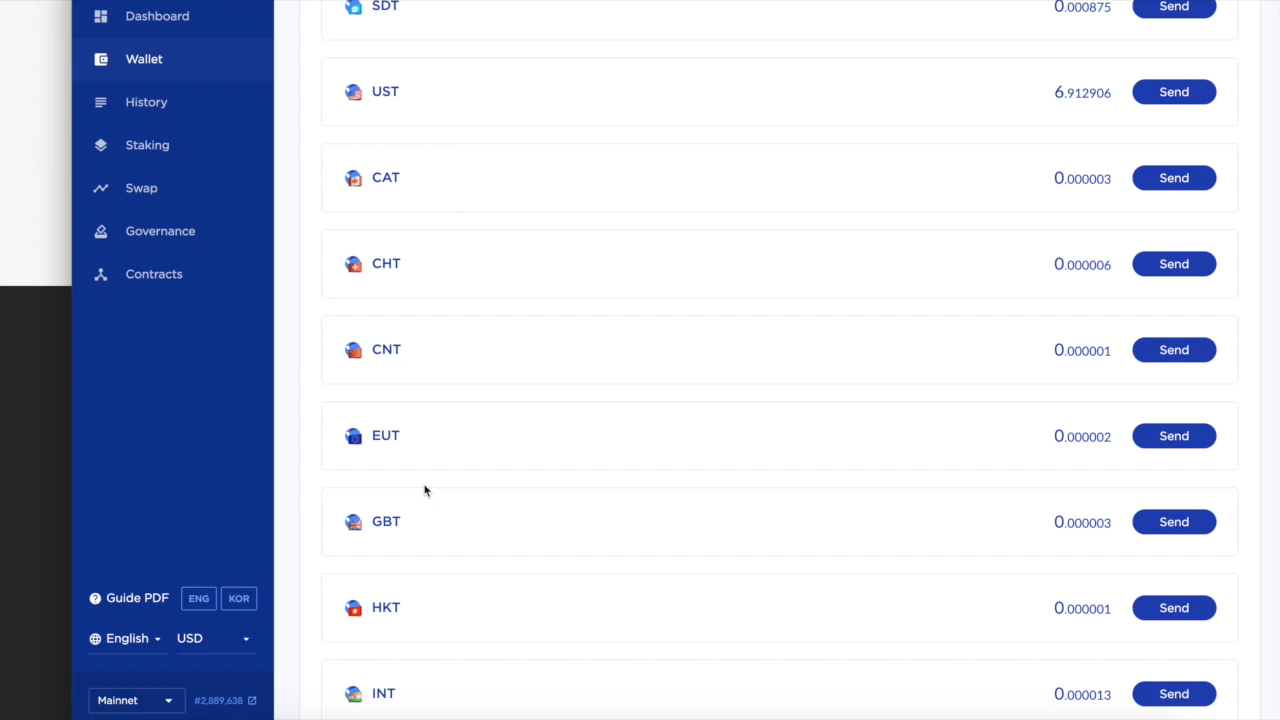 Dashboard
Wallet
History
Staking
Swap
Governance
Contracts
Guide PDF ENG KOR
English USD
Mainnet #2,889,638
SDT 0.000875 Send
UST 6.912906 Send
CAT 0.000003 Send
CHT 0.000006 Send
CNT 0.000001 Send
EUT 0.000002 Send
GBT 0.000003 Send
HKT 0.000001 Send
INT 0.000013 Send